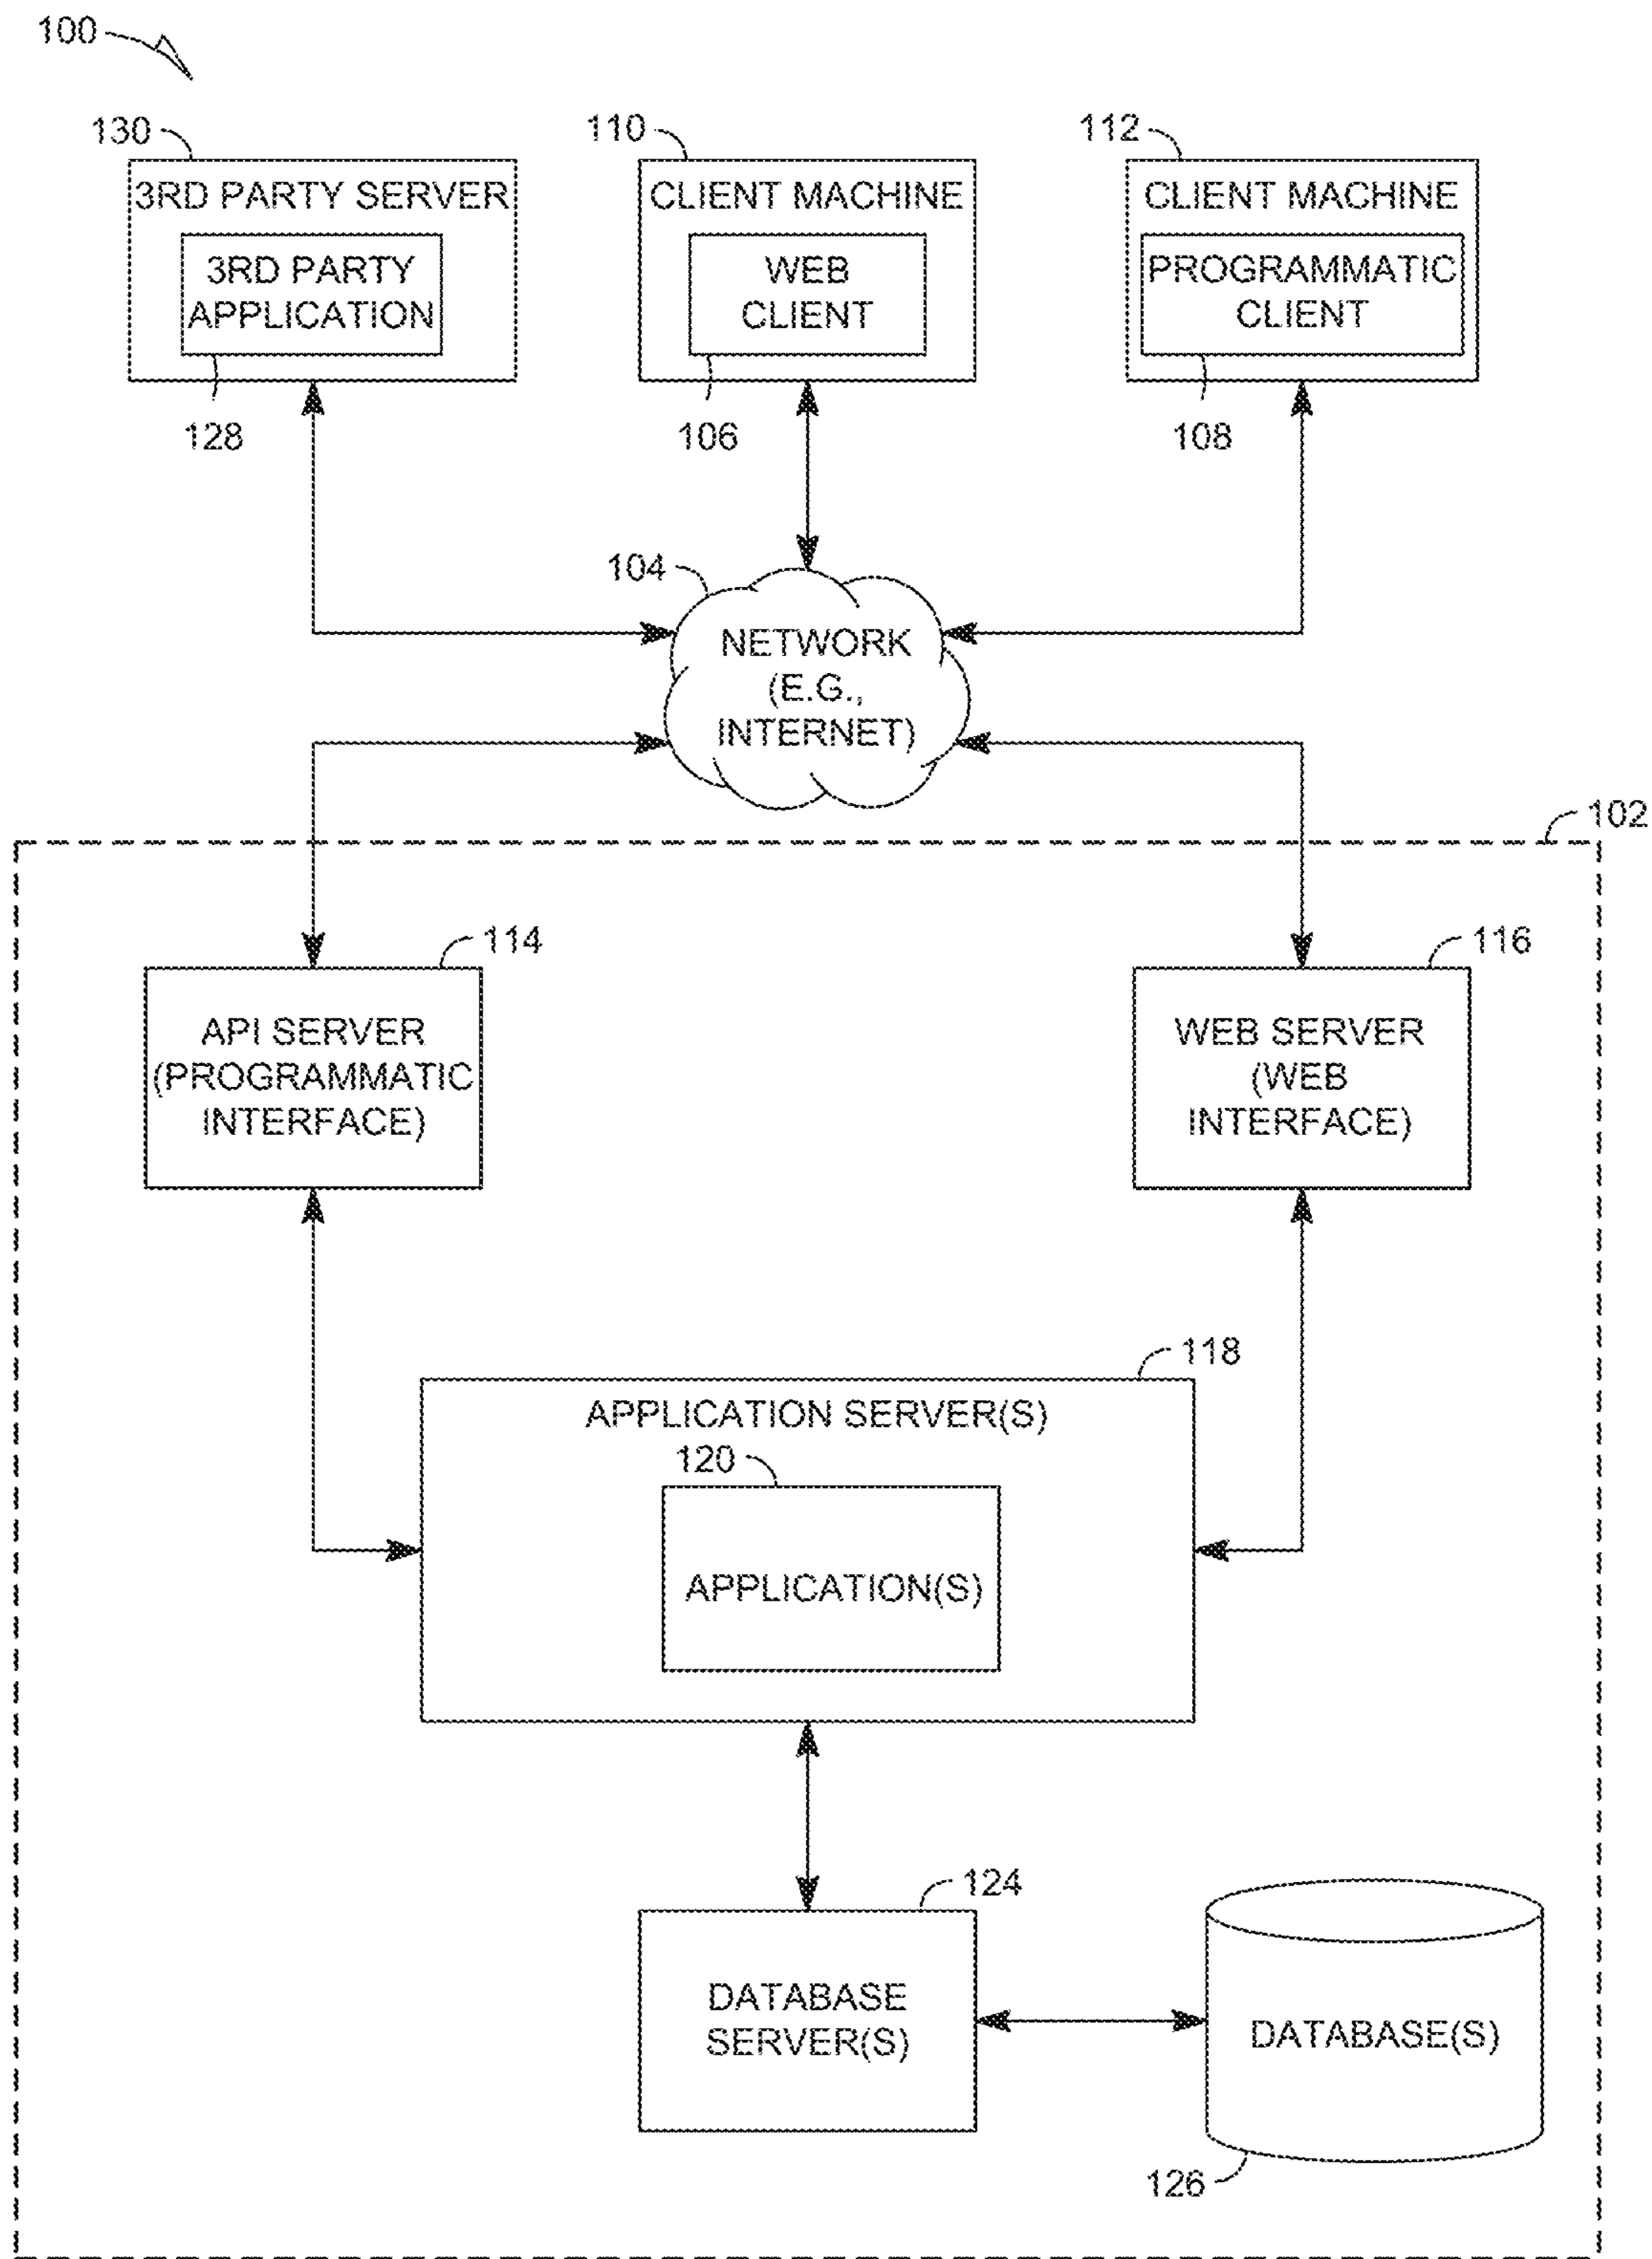 100
130
110
112
3RD PARTY SERVER
CLIENT MACHINE
CLIENT MACHINE
3RD PARTY
APPLICATION
WEB
CLIENT
PROGRAMMATIC
CLIENT
128
106
108
104
NETWORK
(E.G.,
INTERNET)
102
114
116
API SERVER
(PROGRAMMATIC
INTERFACE)
WEB SERVER
(WEB
INTERFACE)
118
APPLICATION SERVER(S)
120
APPLICATION(S)
124
DATABASE
SERVER(S)
DATABASE(S)
126